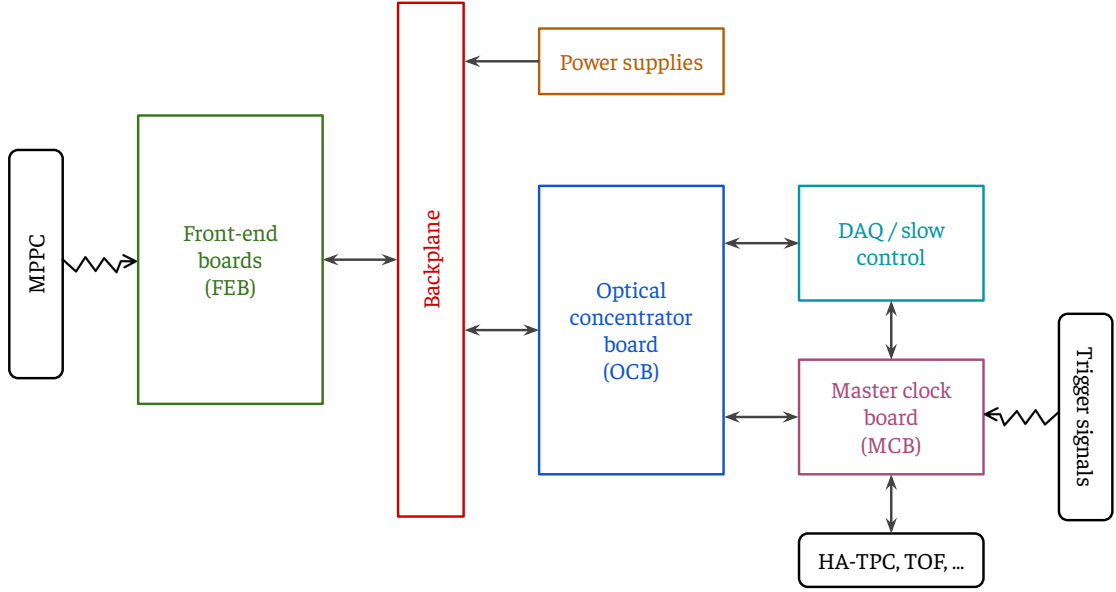 MPPC
Front-end
boards
(FEB)
Backplane
Power supplies
Optical
concentrator
board
(OCB)
DAQ / slow
control
Master clock
board
(MCB)
Trigger signals
HA-TPC, TOF, ...